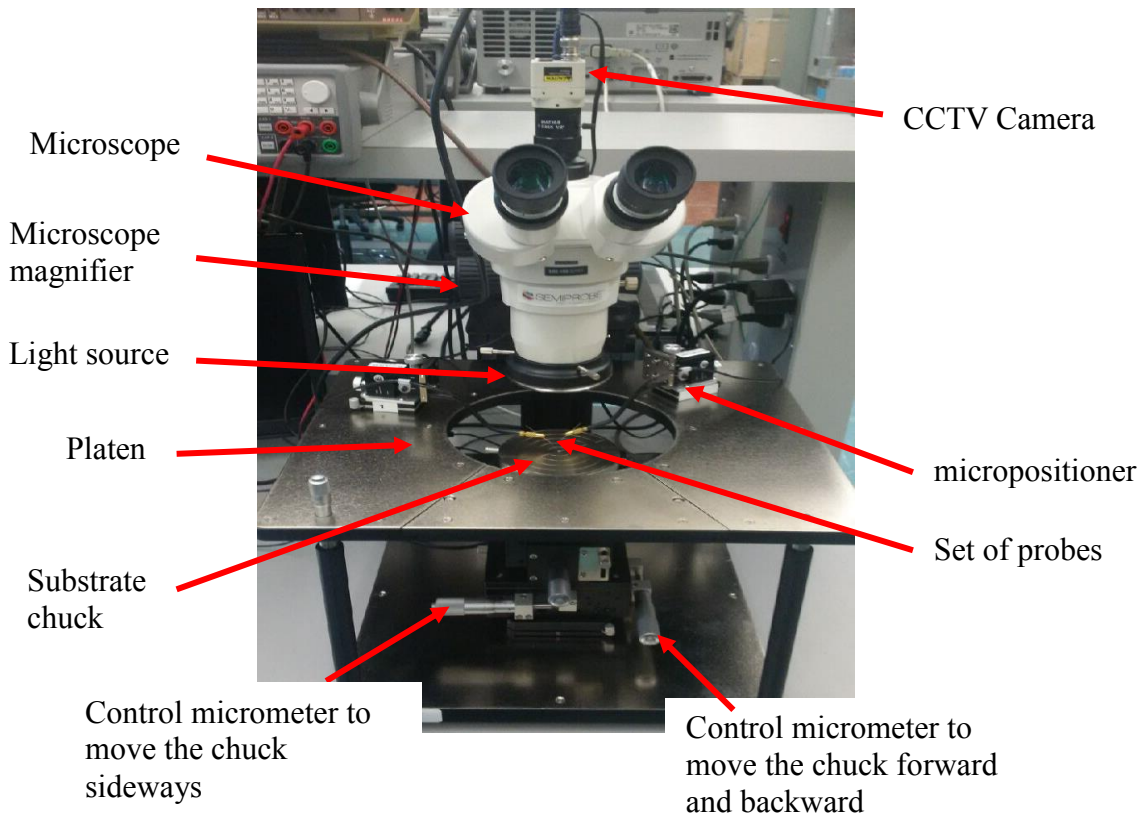 CCTV Camera
Microscope
Microscope
magnifier
SEMIPROBE
Light source
Platen
micropositioner
Set of probes
Substrate
chuck
Control micrometer to
move the chuck
sideways
Control micrometer to
move the chuck forward
and backward